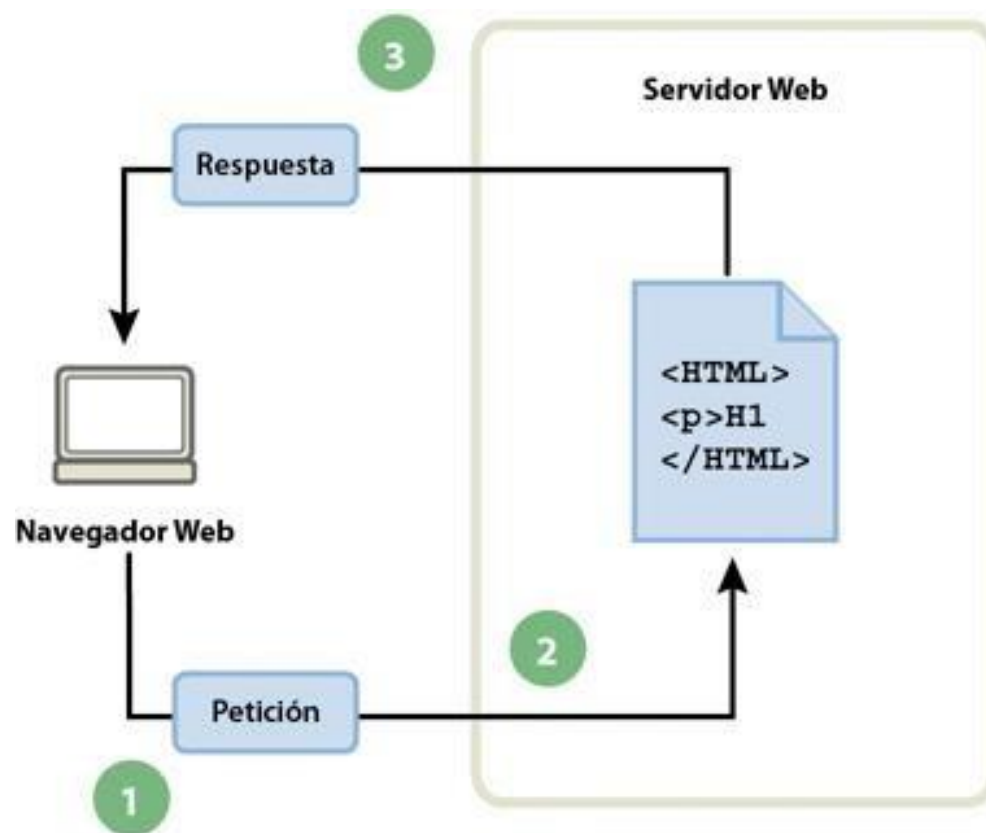 3
Servidor Web
Respuesta
<HTML>
<p>H1
</HTML>
Navegador Web
2
Petición
1